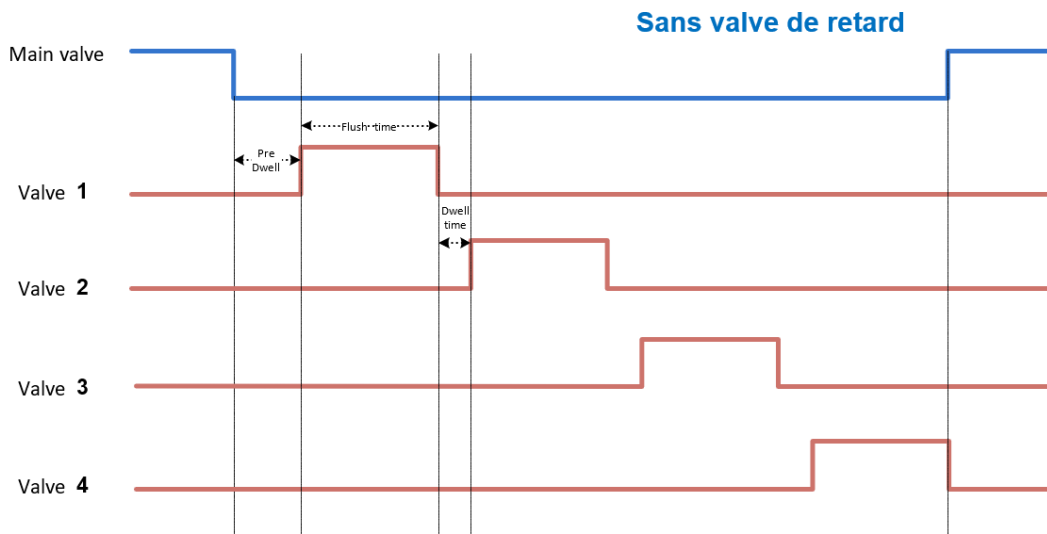 Sans valve de retard
Main valve
Flush time
Pre
Dwell
Valve 1
Dwell
time
Valve 2
Valve 3
Valve 4